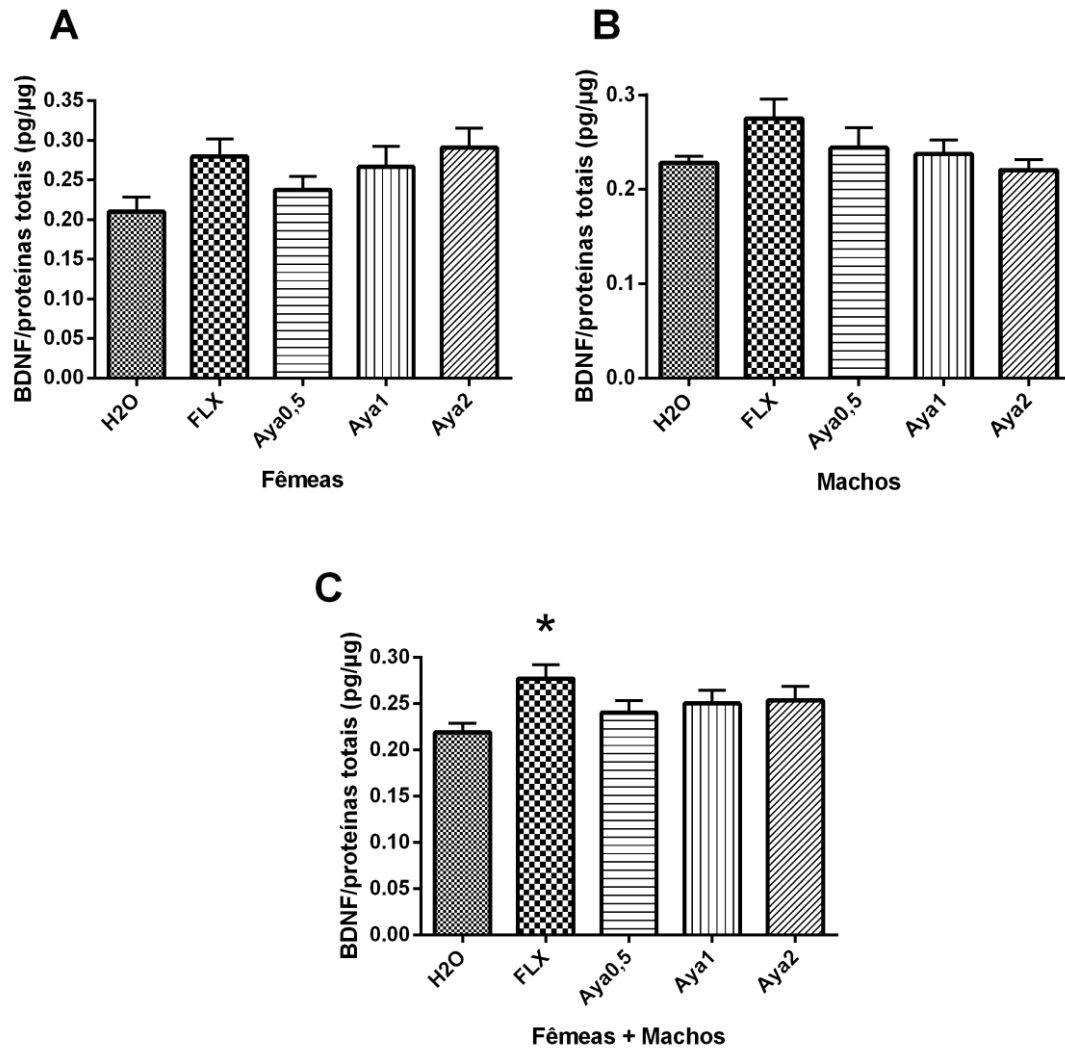 A
BDNF/proteínas totais (pg/µg)
0.35
0.30
0.25
0.20
0.15
0.10
0.05
0.00
H2O
FLX
Aya0,5
Aya1
Aya2
Fêmeas
B
BDNF/proteínas totais (pg/µg)
0.3
0.2
0.1
0.0
H2O
FLX
Aya0,5
Aya1
Aya2
Machos
C
*
BDNF/proteínas totais (pg/µg)
0.30
0.25
0.20
0.15
0.10
0.05
0.00
H2O
FLX
Aya0,5
Aya1
Aya2
Fêmeas + Machos